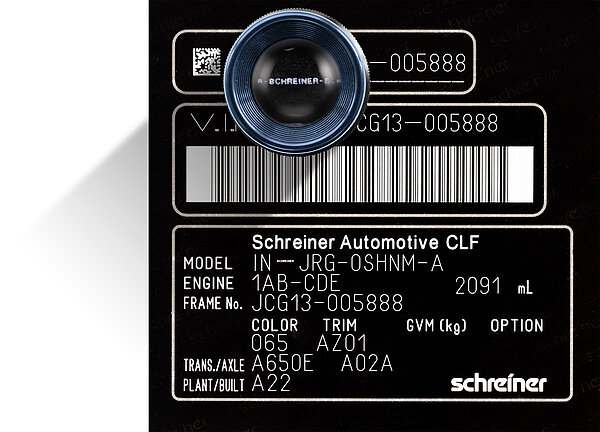 -005888
SCHREINER-S
V.I.
CG13-005888
Schreiner Automotive CLF
MODEL IN-JRG-OSHNM-A
ENGINE 1AB-CDE 2091 mL
FRAME No. JCG13-005888
COLOR TRIM GVM (kg) OPTION
065 AZ01
TRANS./AXLE A650E A02A
PLANT/BUILT A22
schreiner